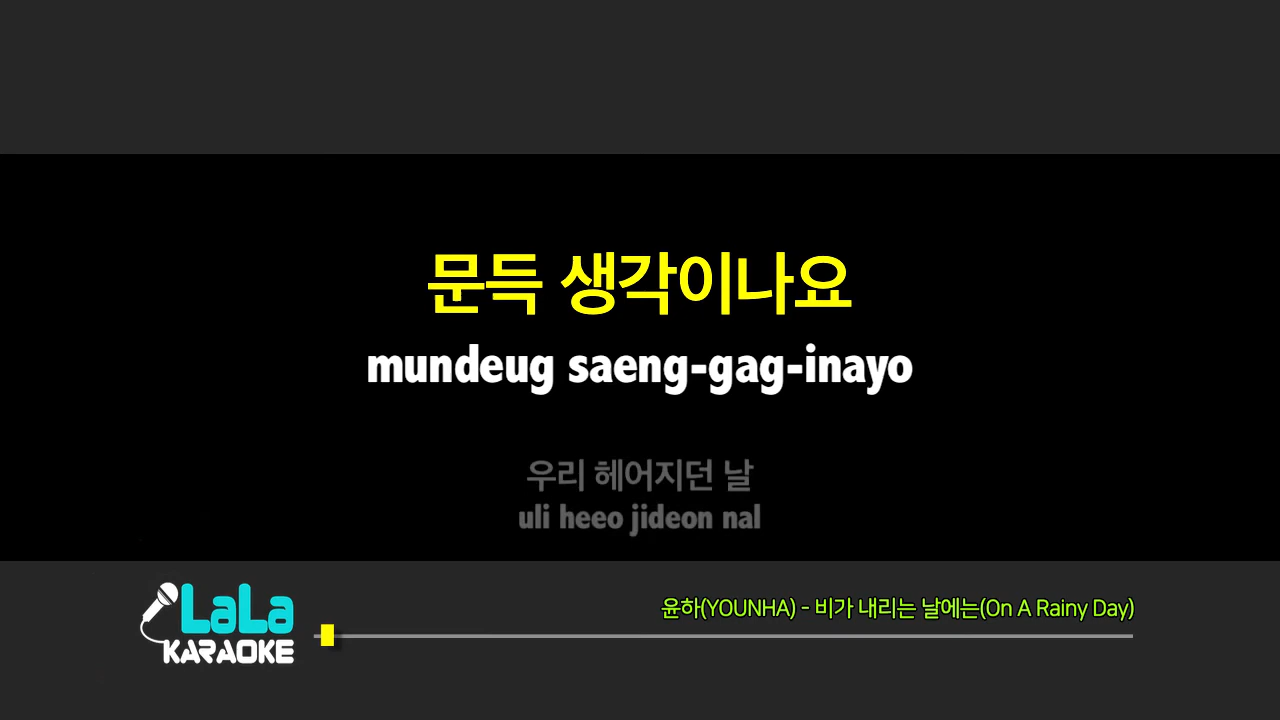 문득 생각이나요
mundeug saeng-gag-inayo
우리 헤어지던 날
uli heeo jideon nal
LaLa
KARAOKE
윤하(YOUNHA) - 비가 내리는 날에는(On A Rainy Day)